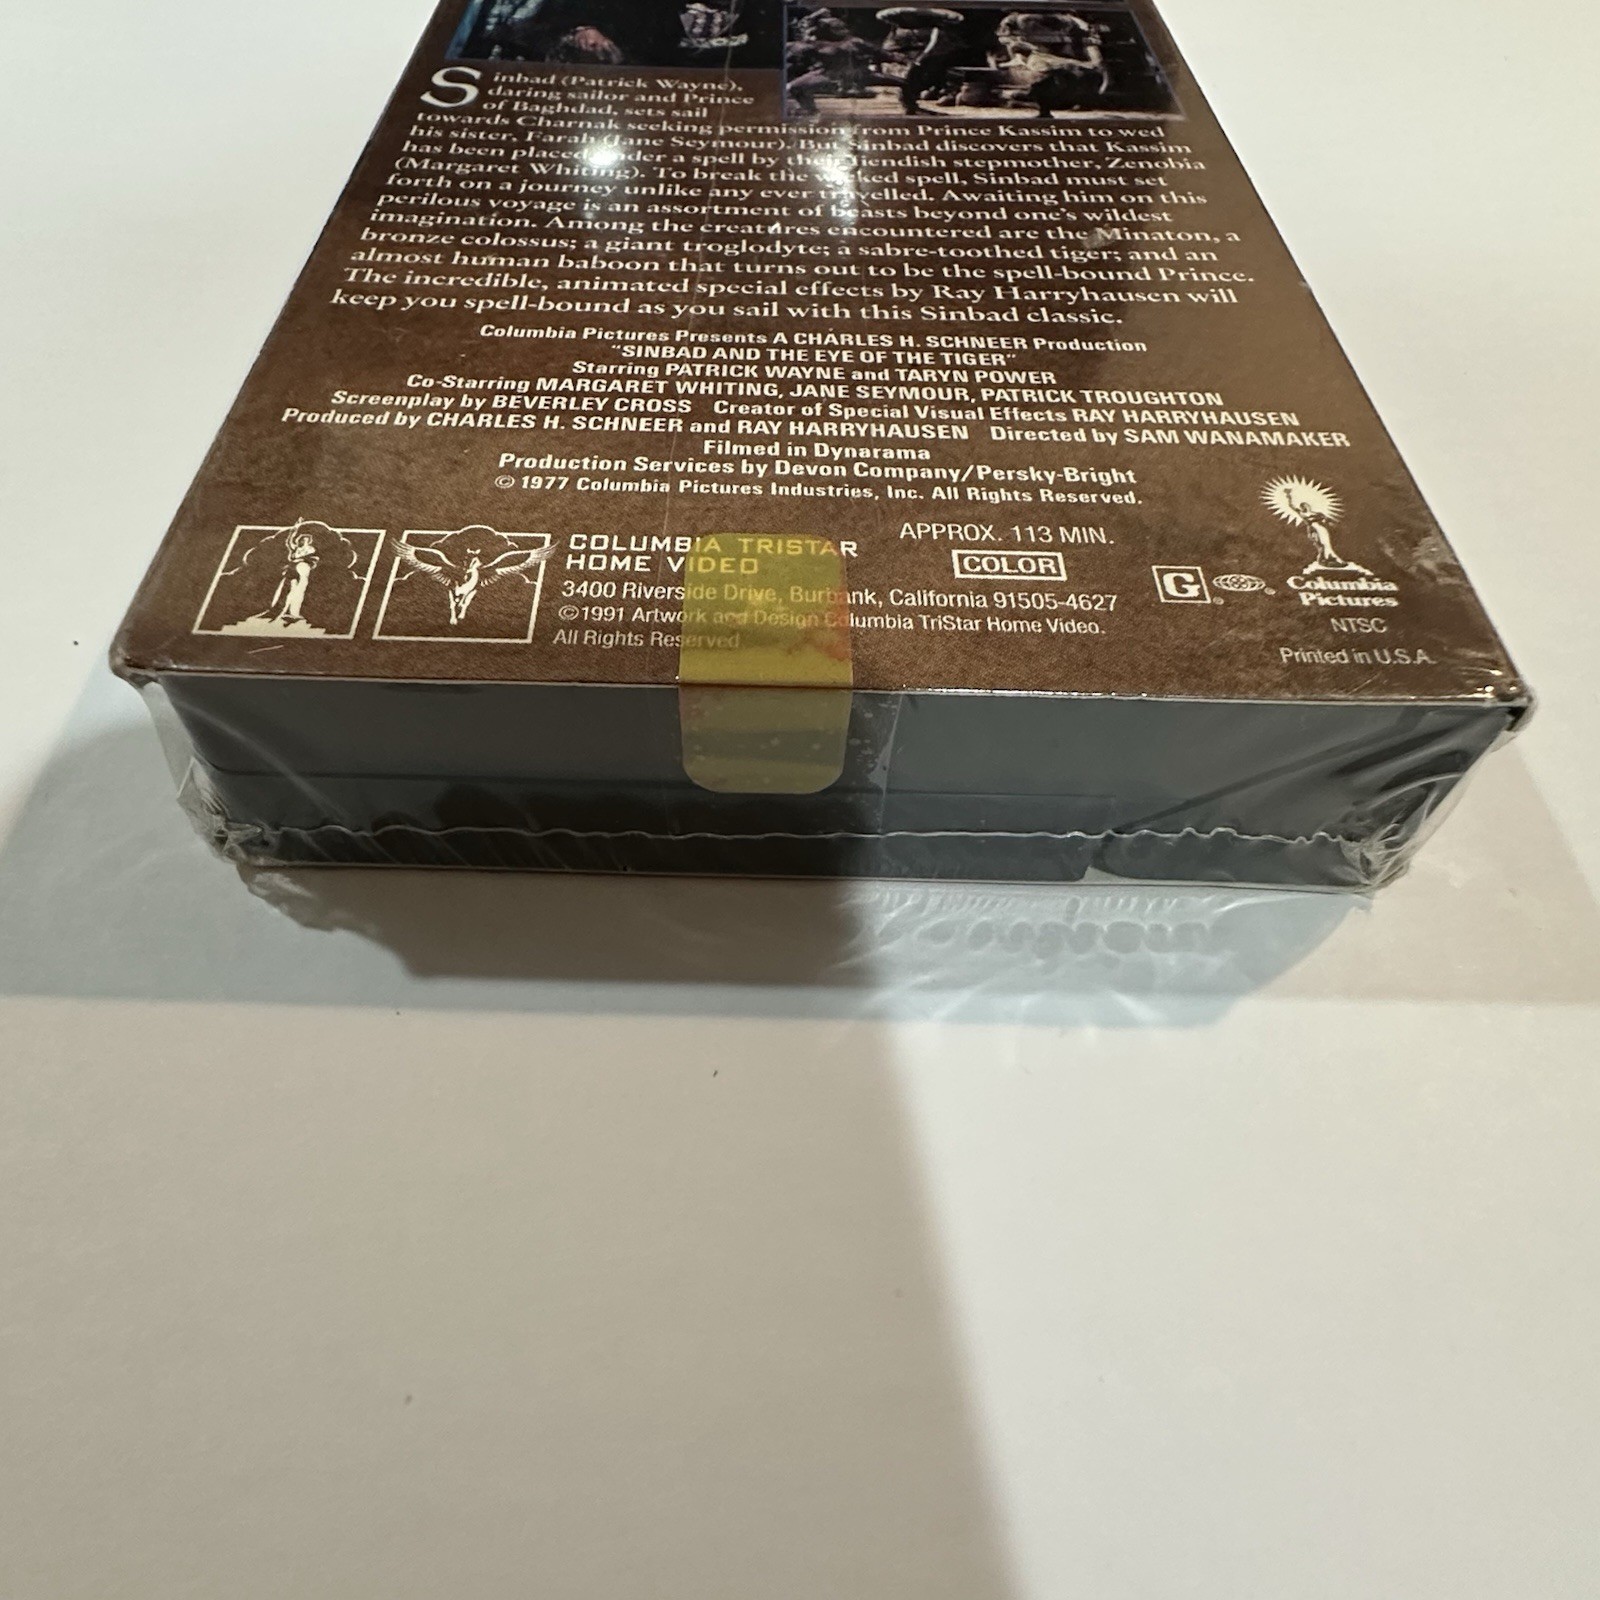 Sinbad (Patrick Wayne),
daring sailor and Prince
of Baghdad, sets sail
towards Charnak seeking permission from Prince Kassim to wed
his sister, Farah (Jane Seymour). But Sinbad discovers that Kassim
has been placed under a spell by their fiendish stepmother, Zenobia
(Margaret Whiting). To break the wicked spell, Sinbad must set
forth on a journey unlike any ever travelled. Awaiting him on this
perilous voyage is an assortment of beasts beyond one's wildest
imagination. Among the creatures encountered are the Minaton, a
bronze colossus; a giant troglodyte; a sabre-toothed tiger; and an
almost human baboon that turns out to be the spell-bound Prince.
The incredible, animated special effects by Ray Harryhausen will
keep you spell-bound as you sail with this Sinbad classic.
Columbia Pictures Presents A CHARLES H. SCHNEER Production
"SINBAD AND THE EYE OF THE TIGER"
Starring PATRICK WAYNE and TARYN POWER
Co-Starring MARGARET WHITING, JANE SEYMOUR, PATRICK TROUGHTON
Screenplay by BEVERLEY CROSS Creator of Special Visual Effects RAY HARRYHAUSEN
Produced by CHARLES H. SCHNEER and RAY HARRYHAUSEN Directed by SAM WANAMAKER
Filmed in Dynarama
Production Services by Devon Company/Persky-Bright
© 1977 Columbia Pictures Industries, Inc. All Rights Reserved.
COLUMBIA TRISTAR
HOME VIDEO
3400 Riverside Drive, Burbank, California 91505-4627
©1991 Artwork and Design Columbia TriStar Home Video.
All Rights Reserved
APPROX. 113 MIN.
COLOR
G
Columbia
Pictures
NTSC
Printed in U.S.A.